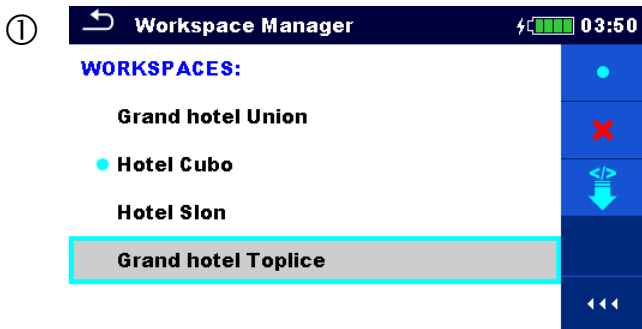 ①
Workspace Manager 03:50
WORKSPACES:
Grand hotel Union
Hotel Cubo
Hotel Slon
Grand hotel Toplice